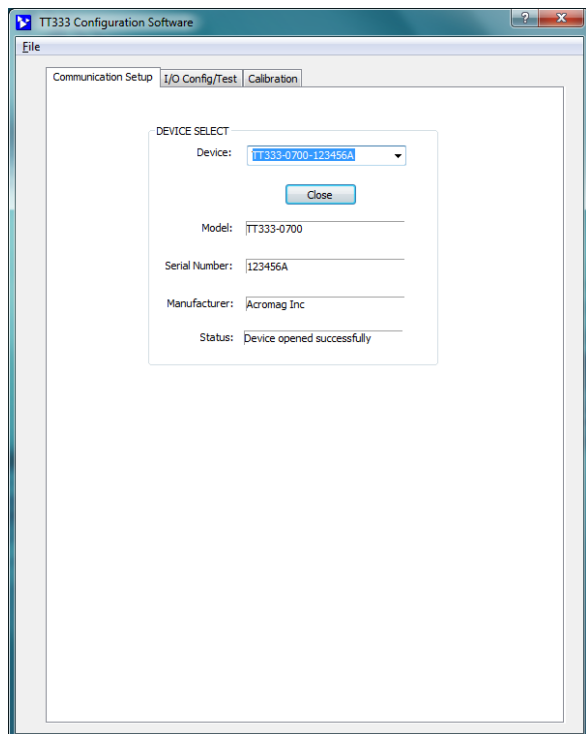 TT333 Configuration Software
File
Communication Setup I/O Config/Test Calibration
DEVICE SELECT
Device: TT333-0700-123456A
Close
Model: TT333-0700
Serial Number: 123456A
Manufacturer: Acromag Inc
Status: Device opened successfully